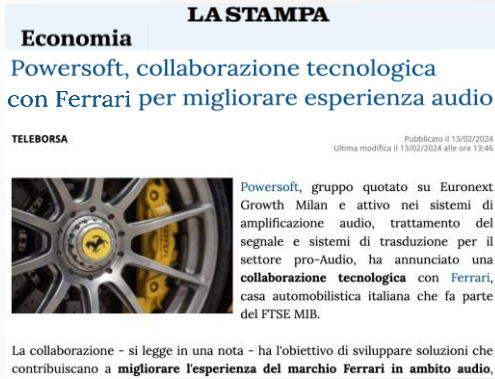 LA STAMPA
Economia
Powersoft, collaborazione tecnologica
con Ferrari per migliorare esperienza audio
TELEBORSA
Pubblicato il 13/02/2024
Ultima modifica il 13/02/2024 alle ore 13:46
Powersoft, gruppo quotato su Euronext
Growth Milan e attivo nei sistemi di
amplificazione audio, trattamento del
segnale e sistemi di trasduzione per il
settore pro-Audio, ha annunciato una
collaborazione tecnologica con Ferrari,
casa automobilistica italiana che fa parte
del FTSE MIB.
La collaborazione - si legge in una nota - ha l'obiettivo di sviluppare soluzioni che
contribuiscano a migliorare l'esperienza del marchio Ferrari in ambito audio,